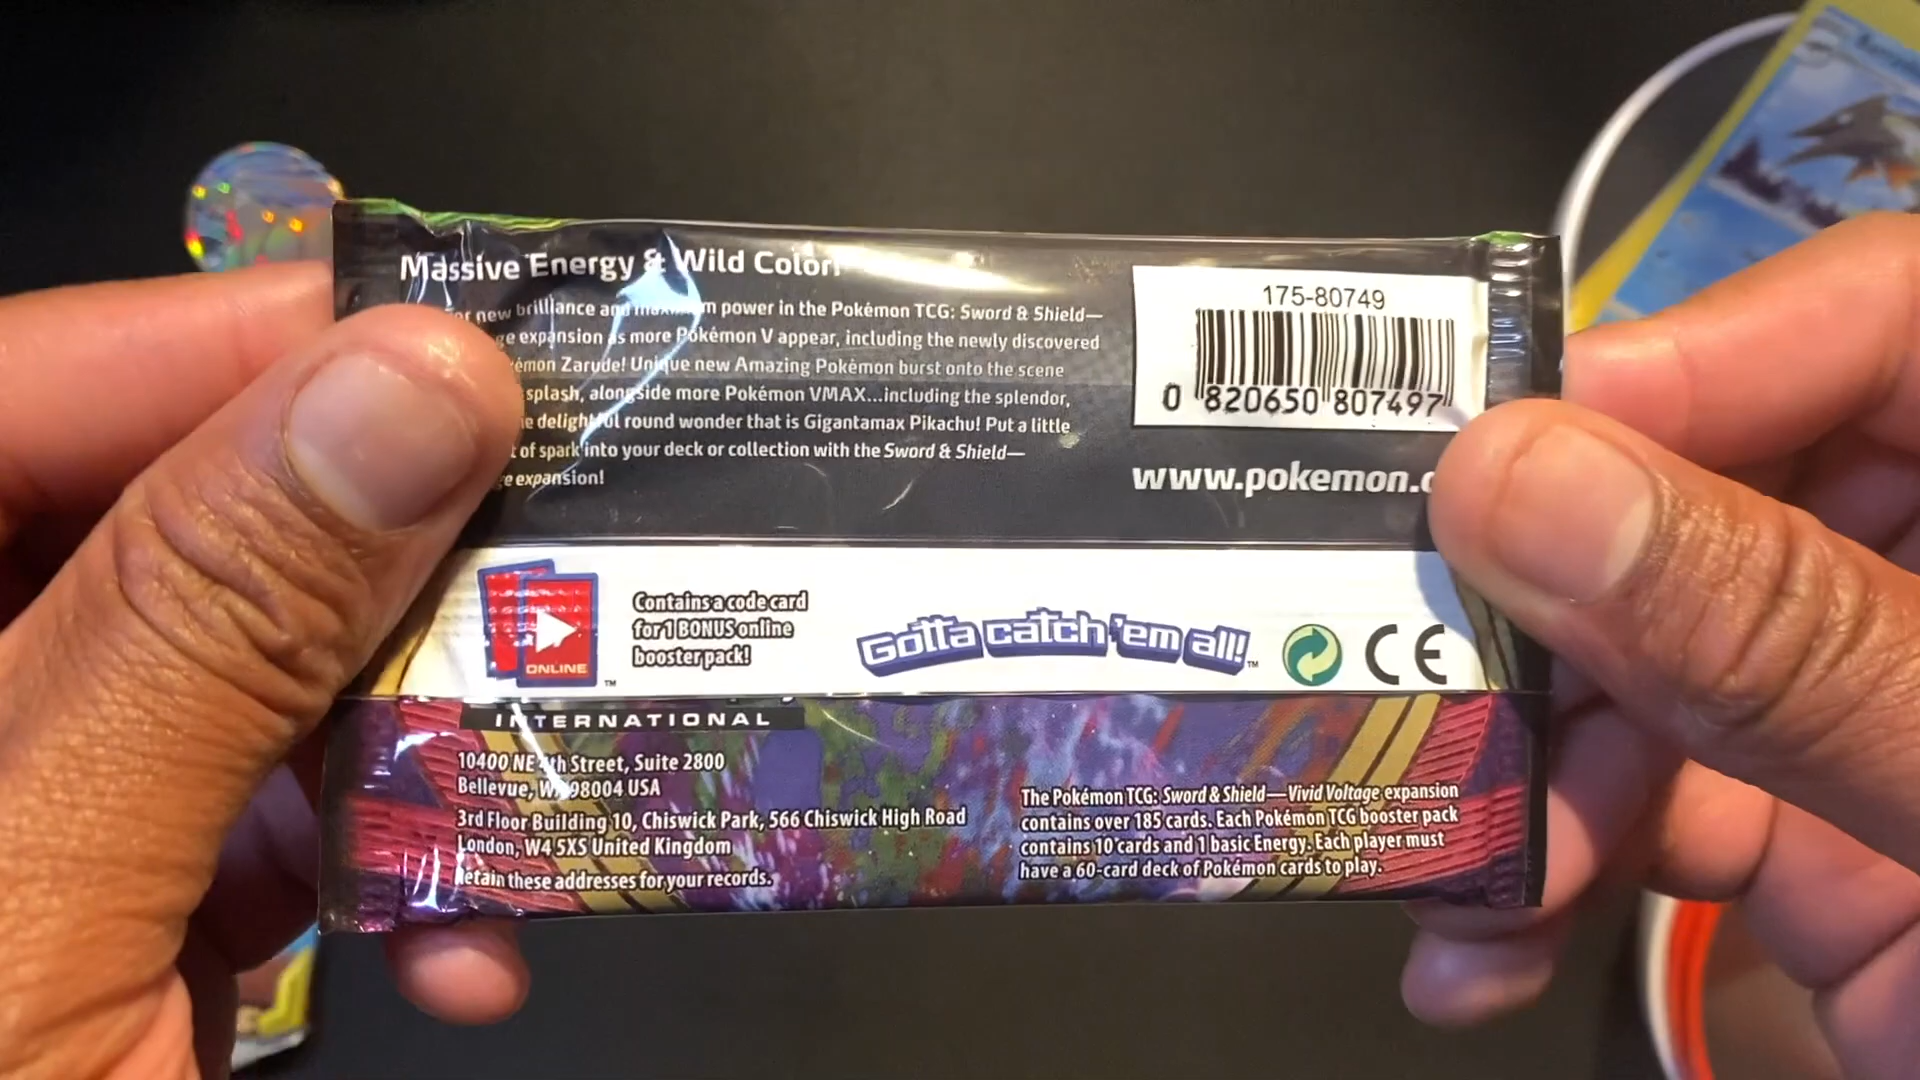 Massive Energy & Wild Color!
new brilliance and power in the Pokémon TCG: Sword & Shield—
expansion as more Pokémon V appear, including the newly discovered
Zarude! Unique new Amazing Pokémon burst onto the scene
splash, alongside more Pokémon VMAX...including the splendor,
delightful round wonder that is Gigantamax Pikachu! Put a little
of spark into your deck or collection with the Sword & Shield—
expansion!
175-80749
0 820650 807497
www.pokemon.
ONLINE
TM
Contains a code card
for 1 BONUS online
booster pack!
Gotta catch 'em all! TM
CE
INTERNATIONAL
10400 NE 4th Street, Suite 2800
Bellevue, WA 98004 USA
3rd Floor Building 10, Chiswick Park, 566 Chiswick High Road
London, W4 5XS United Kingdom
Retain these addresses for your records.
The Pokémon TCG: Sword & Shield—Vivid Voltage expansion
contains over 185 cards. Each Pokémon TCG booster pack
contains 10 cards and 1 basic Energy. Each player must
have a 60-card deck of Pokémon cards to play.